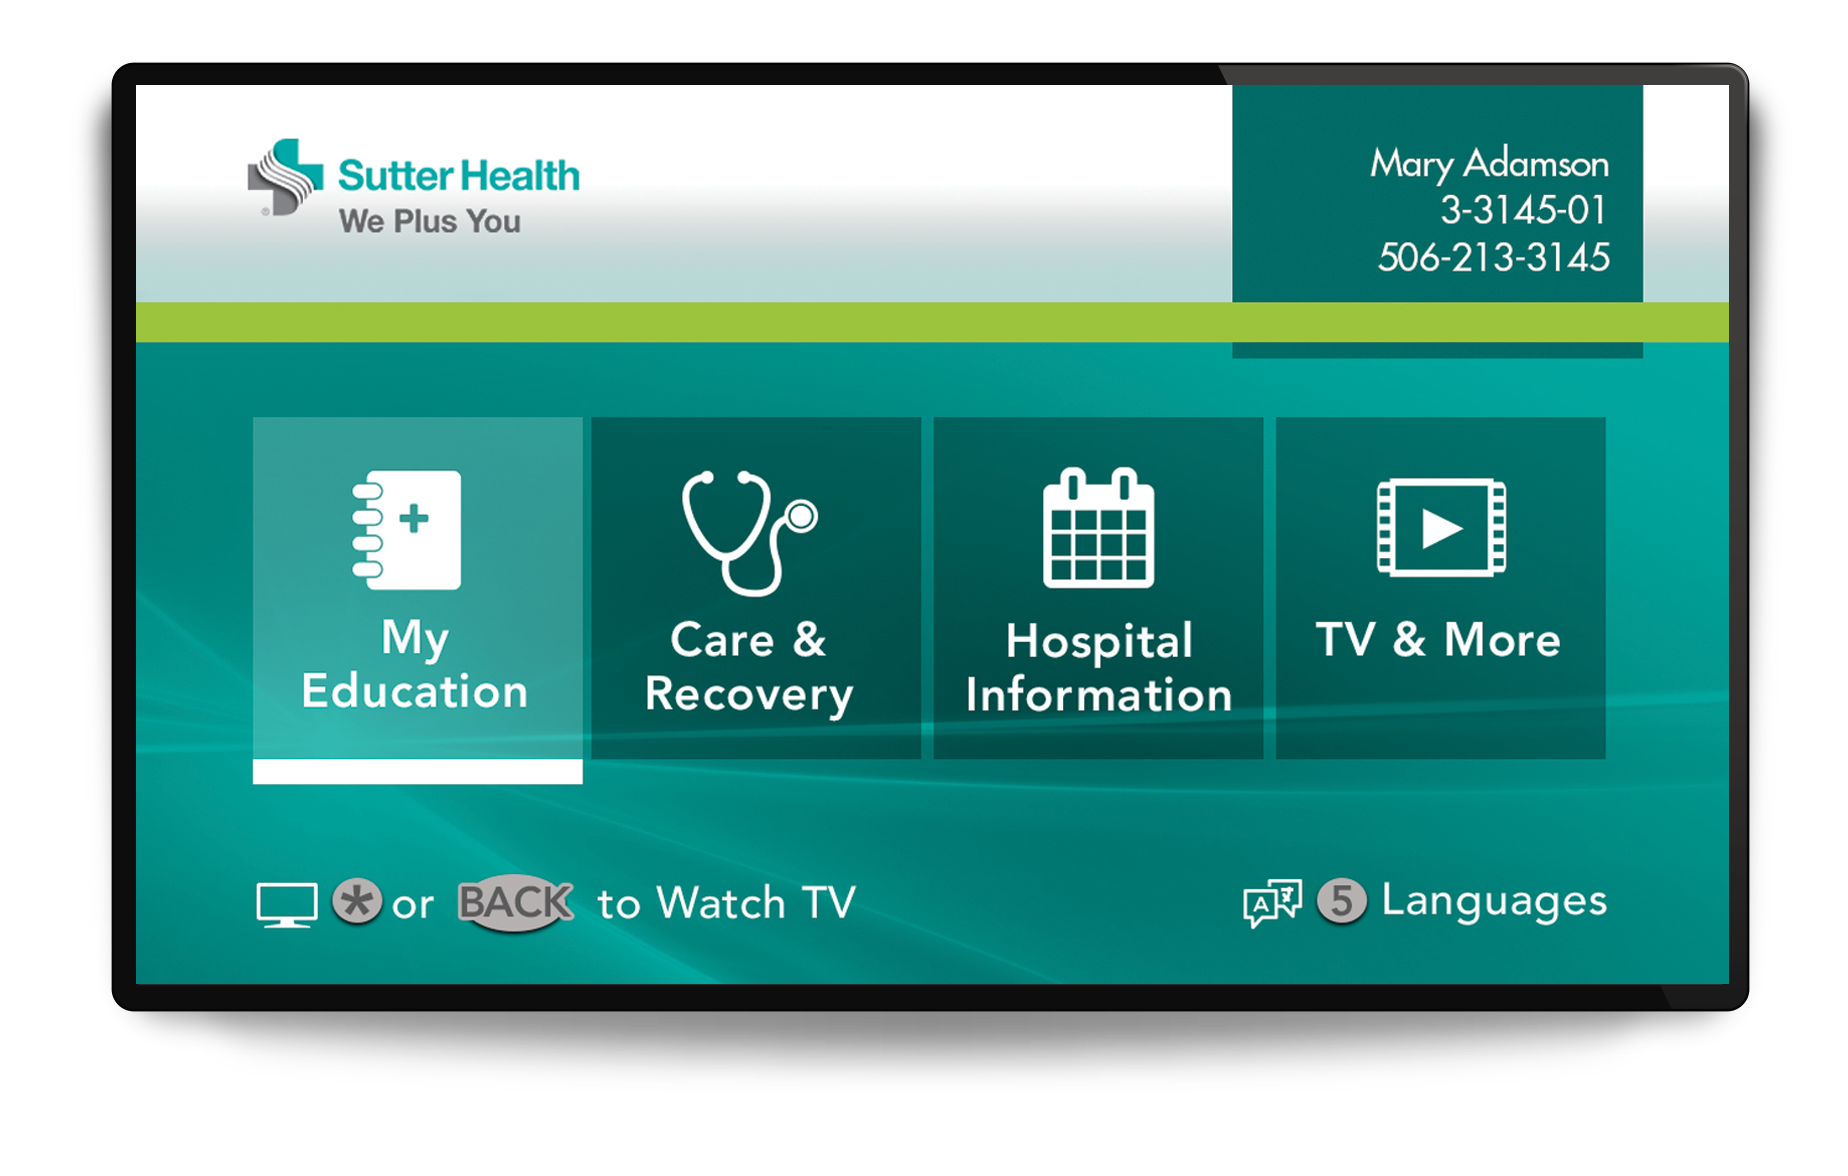 Sutter Health
We Plus You
®
Mary Adamson
3-3145-01
506-213-3145
My
Education
Care &
Recovery
Hospital
Information
TV & More
* or BACK to Watch TV
A
5 Languages